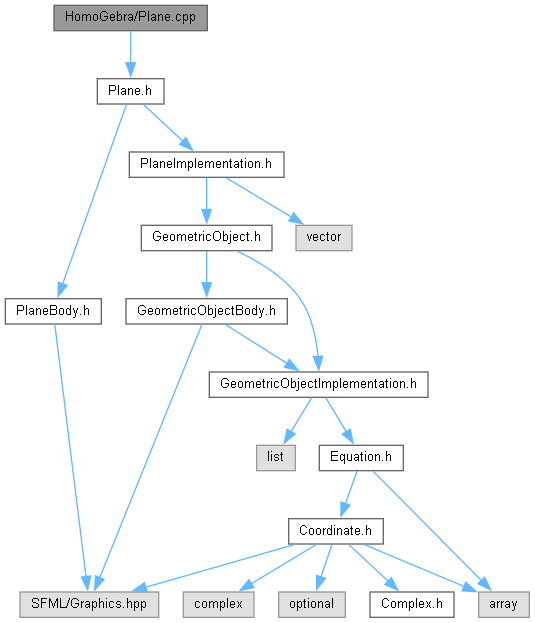 HomoGebra/Plane.cpp
Plane.h
PlaneImplementation.h
GeometricObject.h
vector
PlaneBody.h
GeometricObjectBody.h
GeometricObjectImplementation.h
list
Equation.h
Coordinate.h
SFML/Graphics.hpp
complex
optional
Complex.h
array